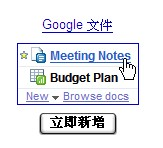 Google 文件
Meeting Notes
Budget Plan
New Browse docs
立即新增